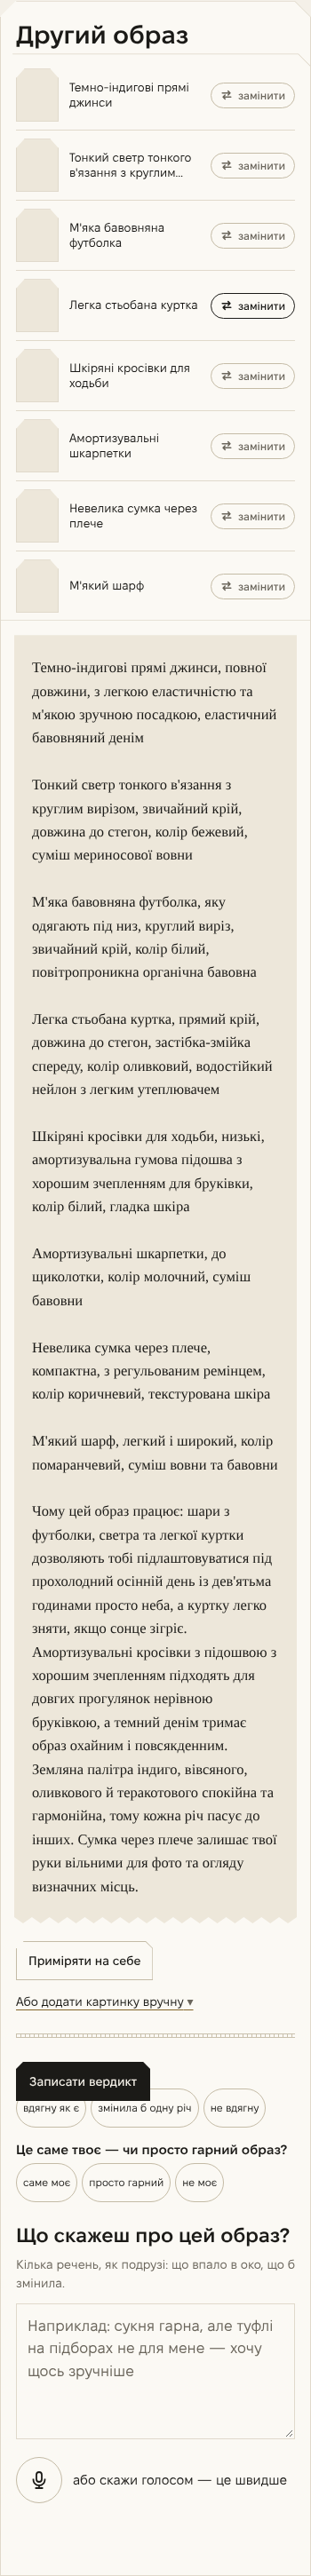 Другий образ
Темно-індигові прямі
джинси
замінити
Тонкий светр тонкого
в'язання з круглим...
замінити
М'яка бавовняна
футболка
замінити
Легка стьобана куртка
замінити
Шкіряні кросівки для
ходьби
замінити
Амортизувальні
шкарпетки
замінити
Невелика сумка через
плече
замінити
М'який шарф
замінити
Темно-індигові прямі джинси, повної
довжини, з легкою еластичністю та
м'якою зручною посадкою, еластичний
бавовняний денім
Тонкий светр тонкого в'язання з
круглим вирізом, звичайний крій,
довжина до стегон, колір бежевий,
суміш мериносової вовни
М'яка бавовняна футболка, яку
одягають під низ, круглий виріз,
звичайний крій, колір білий,
повітропроникна органічна бавовна
Легка стьобана куртка, прямий крій,
довжина до стегон, застібка-змійка
спереду, колір оливковий, водостійкий
нейлон з легким утеплювачем
Шкіряні кросівки для ходьби, низькі,
амортизувальна гумова підошва з
хорошим зчепленням для бруківки,
колір білий, гладка шкіра
Амортизувальні шкарпетки, до
щиколотки, колір молочний, суміш
бавовни
Невелика сумка через плече,
компактна, з регульованим ремінцем,
колір коричневий, текстурована шкіра
М'який шарф, легкий і широкий, колір
помаранчевий, суміш вовни та бавовни
Чому цей образ працює: шари з
футболки, светра та легкої куртки
дозволяють тобі підлаштовуватися під
прохолодний осінній день із дев'ятьма
годинами просто неба, а куртку легко
зняти, якщо сонце зігріє.
Амортизувальні кросівки з підошвою з
хорошим зчепленням підходять для
довгих прогулянок нерівною
бруківкою, а темний денім тримає
образ охайним і повсякденним.
Земляна палітра індиго, вівсяного,
оливкового й теракотового спокійна та
гармонійна, тому кожна річ пасує до
інших. Сумка через плече залишає твої
руки вільними для фото та огляду
визначних місць.
Приміряти на себе
Або додати картинку вручну ▾
Записати вердикт
вдягну як є
змінила б одну річ
не вдягну
Це саме твоє — чи просто гарний образ?
саме моє
просто гарний
не моє
Що скажеш про цей образ?
Кілька речень, як подрузі: що впало в око, що б
змінила.
Наприклад: сукня гарна, але туфлі
на підборах не для мене — хочу
щось зручніше
або скажи голосом — це швидше